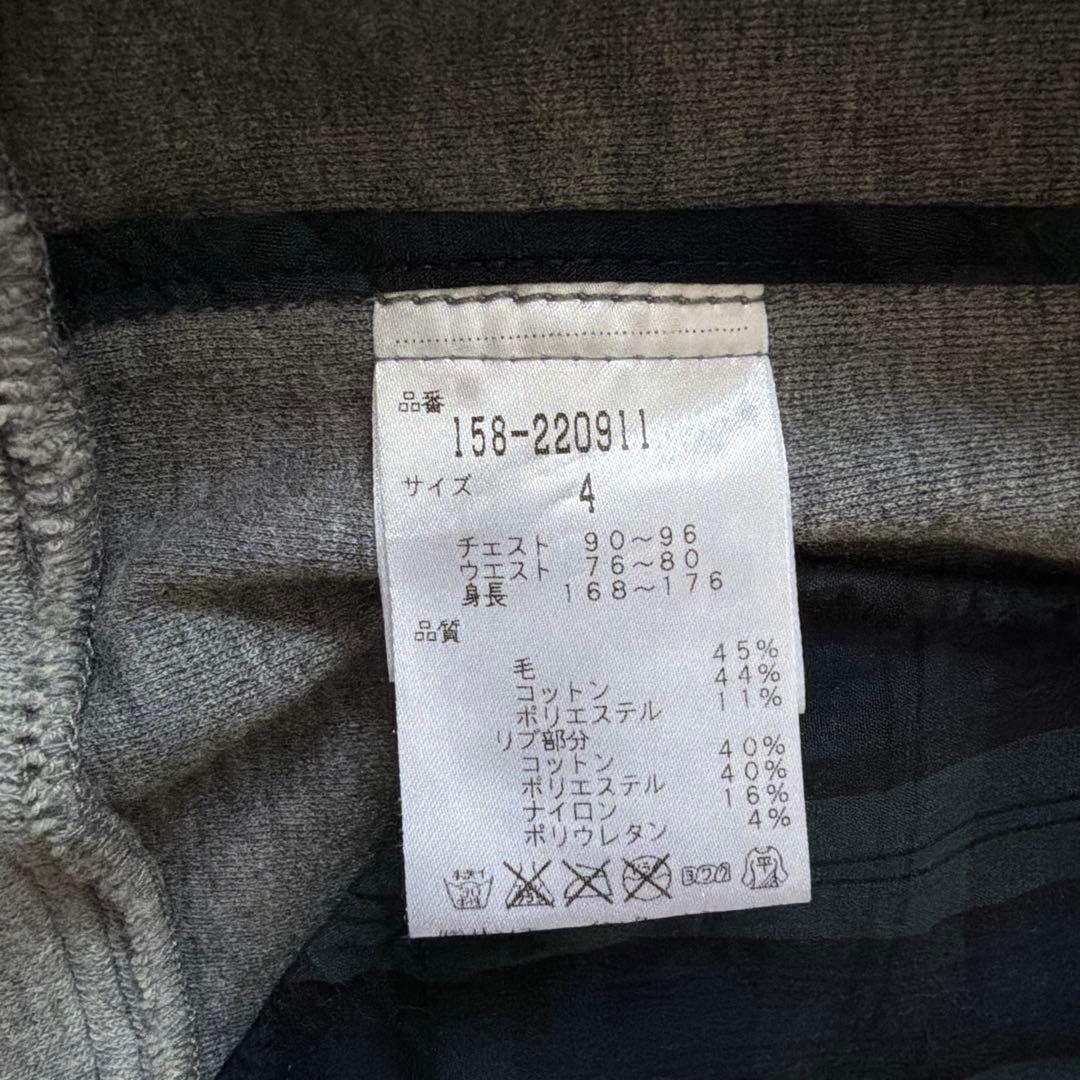 品番
158-220911
サイズ 4
チェスト 90～96
ウエスト 76～80
身長 168～176
品質
毛 45%
コットン 44%
ポリエステル 11%
リブ部分
コットン 40%
ポリエステル 40%
ナイロン 16%
ポリウレタン 4%
平